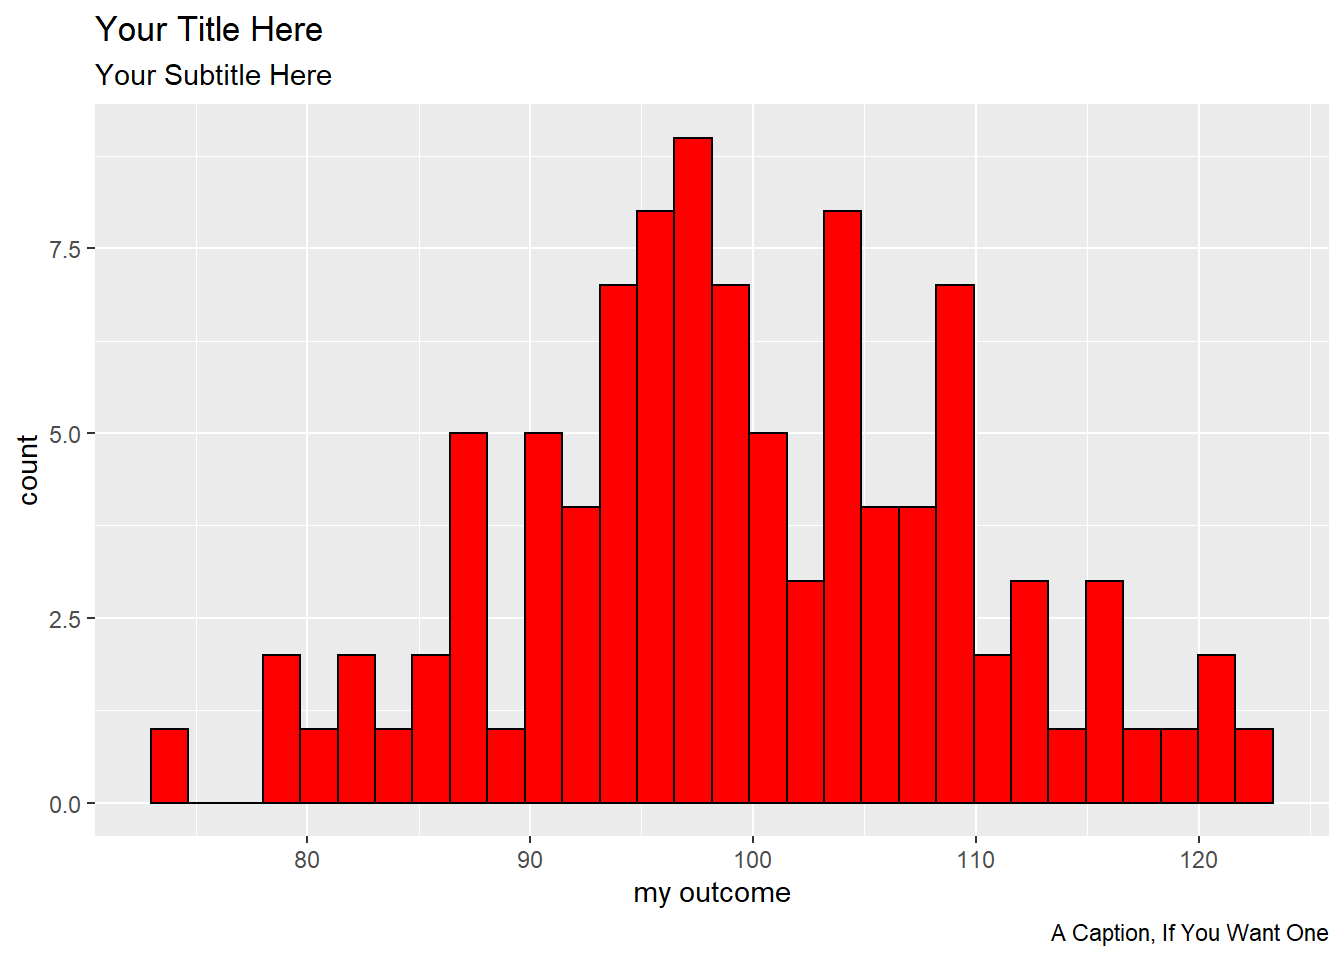 Your Title Here
Your Subtitle Here
7.5
5.0
2.5
0.0
count
80 90 100 110 120
my outcome
A Caption, If You Want One